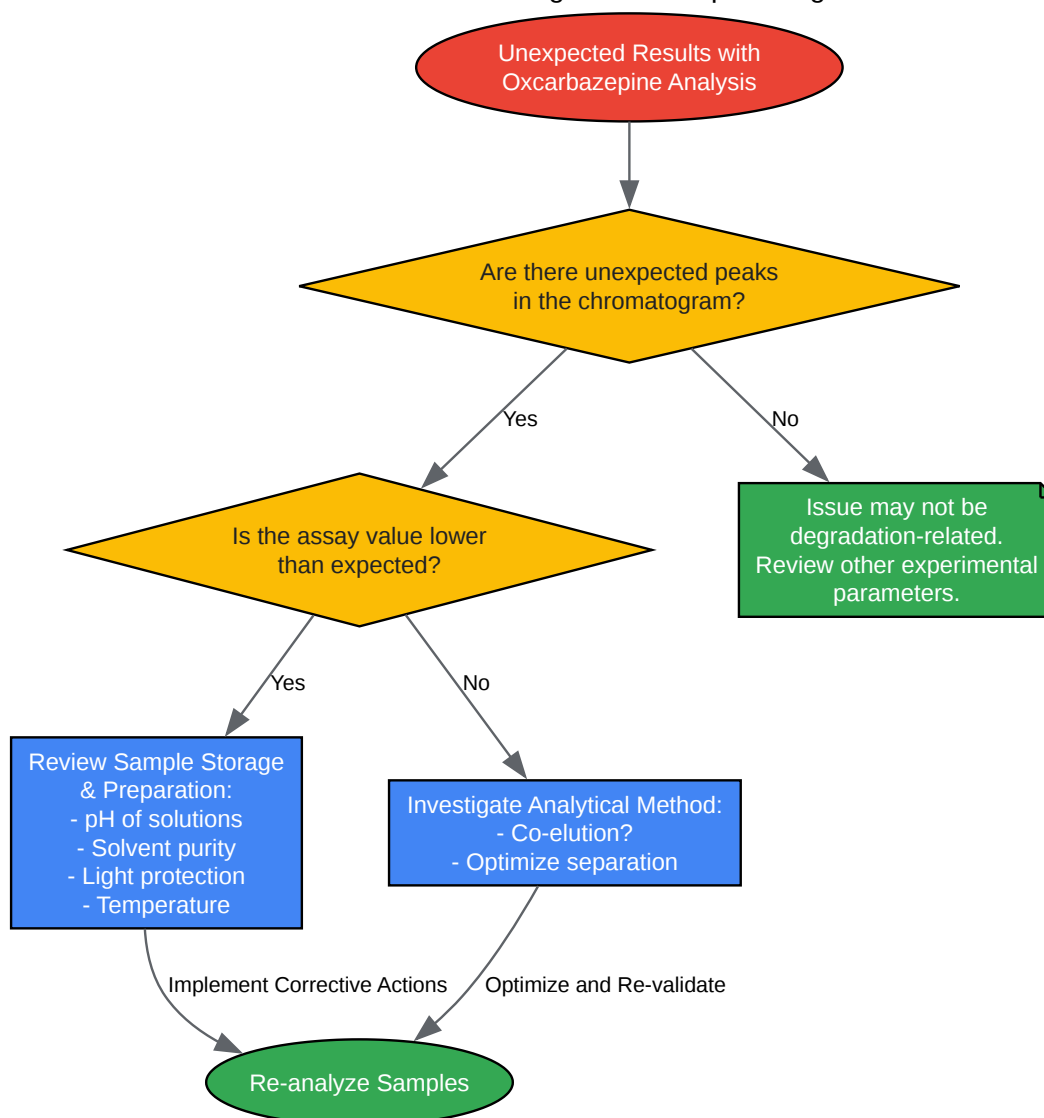 Unexpected Results with
Oxcarbazepine Analysis
Are there unexpected peaks
in the chromatogram?
Yes
No
Is the assay value lower
than expected?
Issue may not be
degradation-related.
Review other experimental
parameters.
Yes
No
Review Sample Storage
& Preparation:
- pH of solutions
- Solvent purity
- Light protection
- Temperature
Investigate Analytical Method:
- Co-elution?
- Optimize separation
Implement Corrective Actions
Optimize and Re-validate
Re-analyze Samples